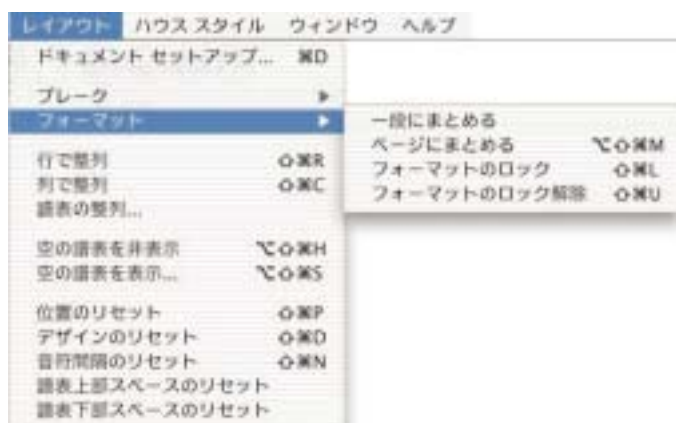 レイアウト ハウス スタイル ウィンドウ ヘルプ
ドキュメント セットアップ... ⌘D
ブレーク ▶
フォーマット ▶
行で整列 ⇧⌘R
列で整列 ⇧⌘C
譜表の整列...
空の譜表を非表示 ⌥⇧⌘H
空の譜表を表示... ⌥⇧⌘S
位置のリセット ⇧⌘P
デザインのリセット ⇧⌘D
音符間隔のリセット ⇧⌘N
譜表上部スペースのリセット
譜表下部スペースのリセット
一段にまとめる
ページにまとめる ⌥⇧⌘M
フォーマットのロック ⇧⌘L
フォーマットのロック解除 ⇧⌘U